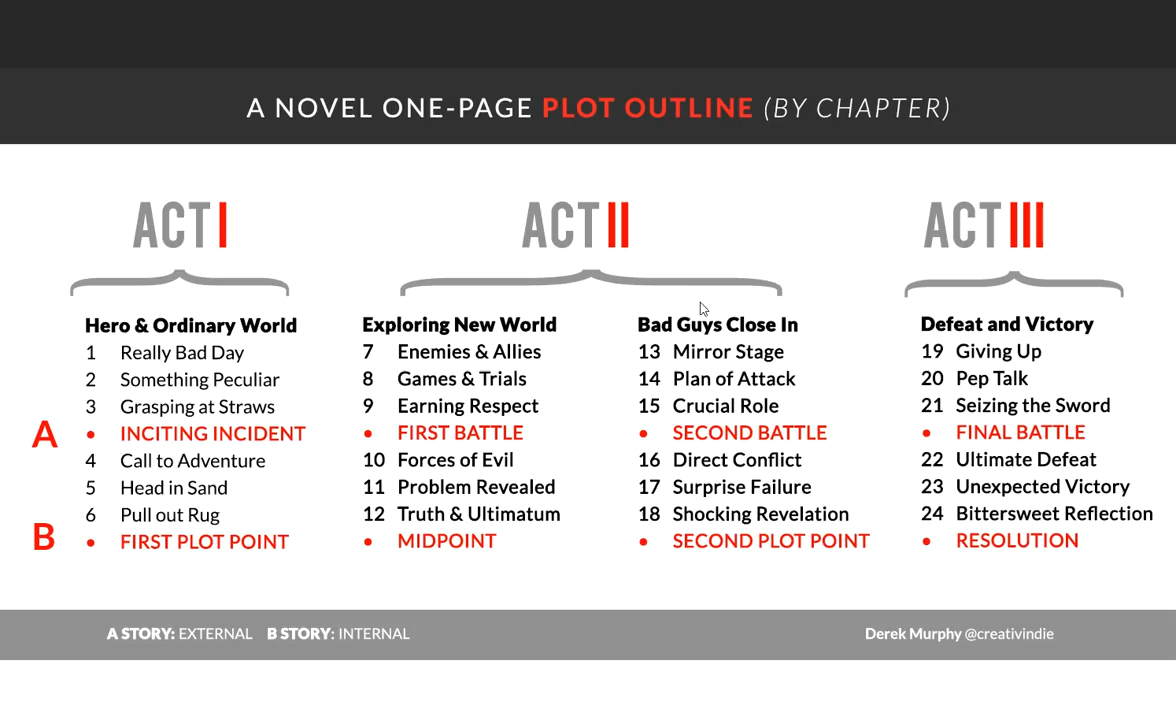 A NOVEL ONE-PAGE PLOT OUTLINE (BY CHAPTER)
ACT I
Hero & Ordinary World
1 Really Bad Day
2 Something Peculiar
3 Grasping at Straws
A • INCITING INCIDENT
4 Call to Adventure
5 Head in Sand
6 Pull out Rug
B • FIRST PLOT POINT
ACT II
Exploring New World
7 Enemies & Allies
8 Games & Trials
9 Earning Respect
• FIRST BATTLE
10 Forces of Evil
11 Problem Revealed
12 Truth & Ultimatum
• MIDPOINT
Bad Guys Close In
13 Mirror Stage
14 Plan of Attack
15 Crucial Role
• SECOND BATTLE
16 Direct Conflict
17 Surprise Failure
18 Shocking Revelation
• SECOND PLOT POINT
ACT III
Defeat and Victory
19 Giving Up
20 Pep Talk
21 Seizing the Sword
• FINAL BATTLE
22 Ultimate Defeat
23 Unexpected Victory
24 Bittersweet Reflection
• RESOLUTION
A STORY: EXTERNAL B STORY: INTERNAL
Derek Murphy @creativindie